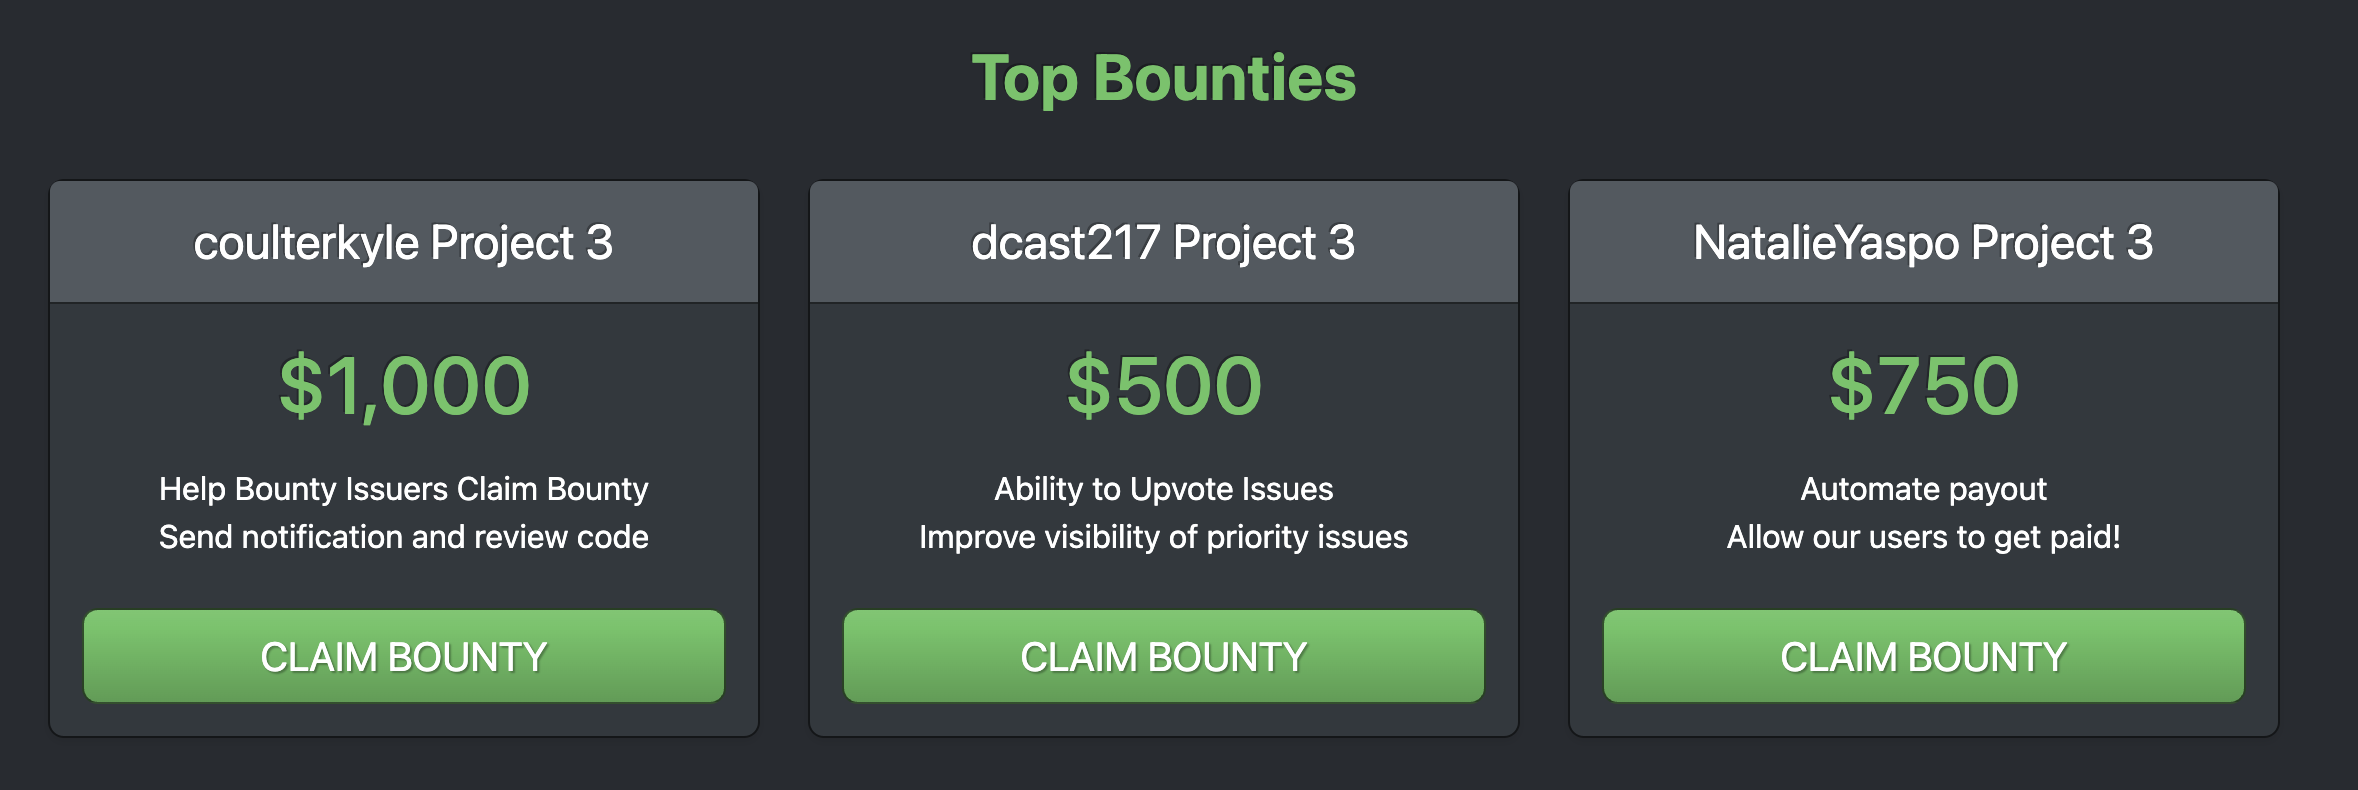 Top Bounties
coulterkyle Project 3
$1,000
Help Bounty Issuers Claim Bounty
Send notification and review code
CLAIM BOUNTY
dcast217 Project 3
$500
Ability to Upvote Issues
Improve visibility of priority issues
CLAIM BOUNTY
NatalieYaspo Project 3
$750
Automate payout
Allow our users to get paid!
CLAIM BOUNTY